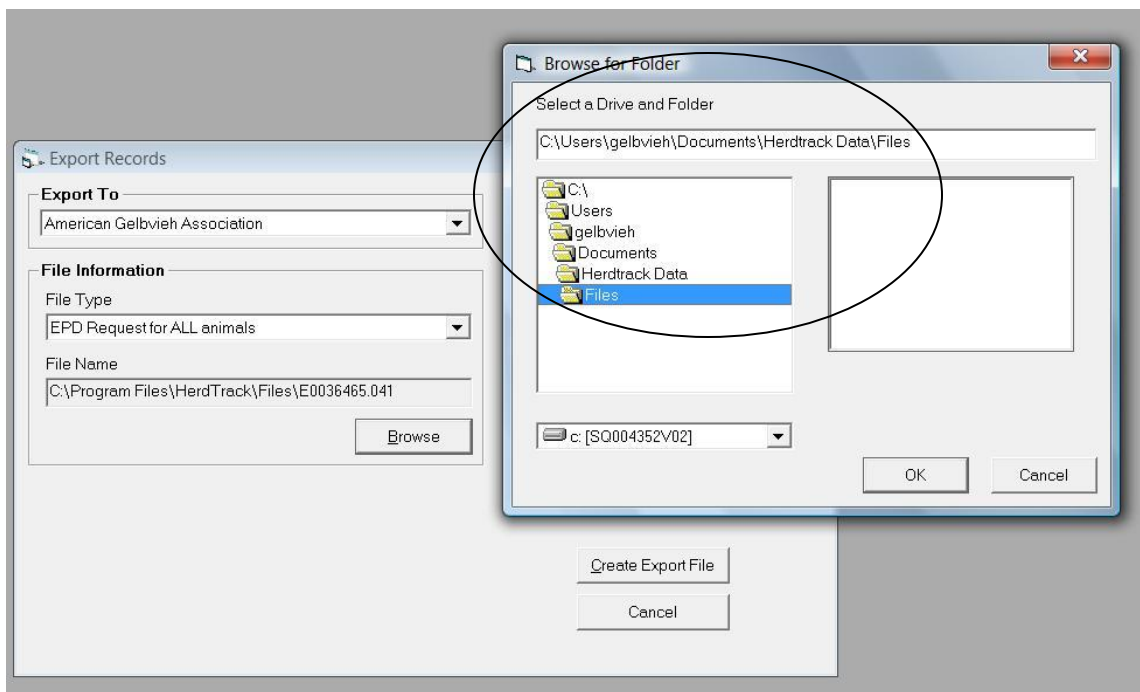 Browse for Folder
Select a Drive and Folder
C:\Users\gelbvieh\Documents\Herdtrack Data\Files
C:\
Users
gelbvieh
Documents
Herdtrack Data
Files
c: [SQ004352V02]
OK
Cancel
Export Records
Export To
American Gelbvieh Association
File Information
File Type
EPD Request for ALL animals
File Name
C:\Program Files\HerdTrack\Files\E0036465.041
Browse
Create Export File
Cancel